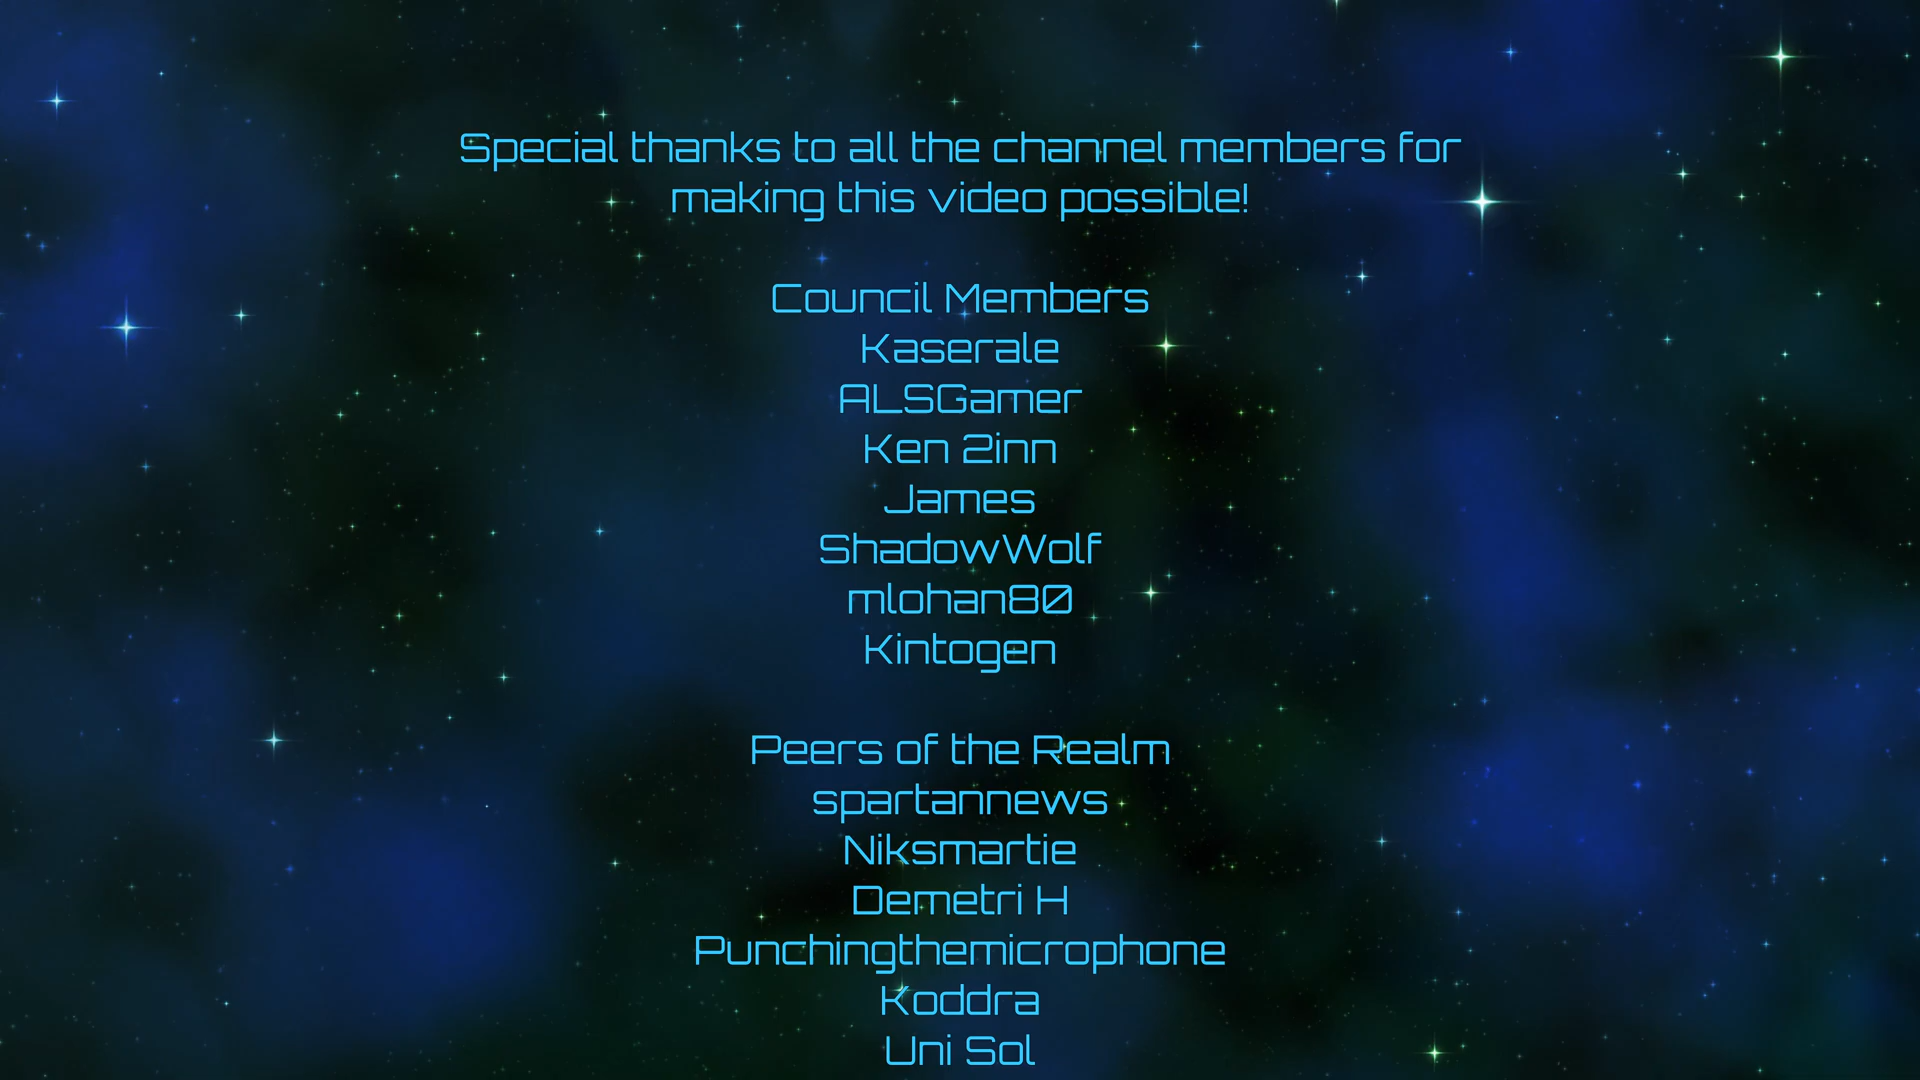 Special thanks to all the channel members for
making this video possible!
Council Members
Kaserale
ALSGamer
Ken 2inn
James
ShadowWolf
mlohan80
Kintogen
Peers of the Realm
spartannews
Niksmartie
Demetri H
Punchingthemicrophone
Koddra
Uni Sol